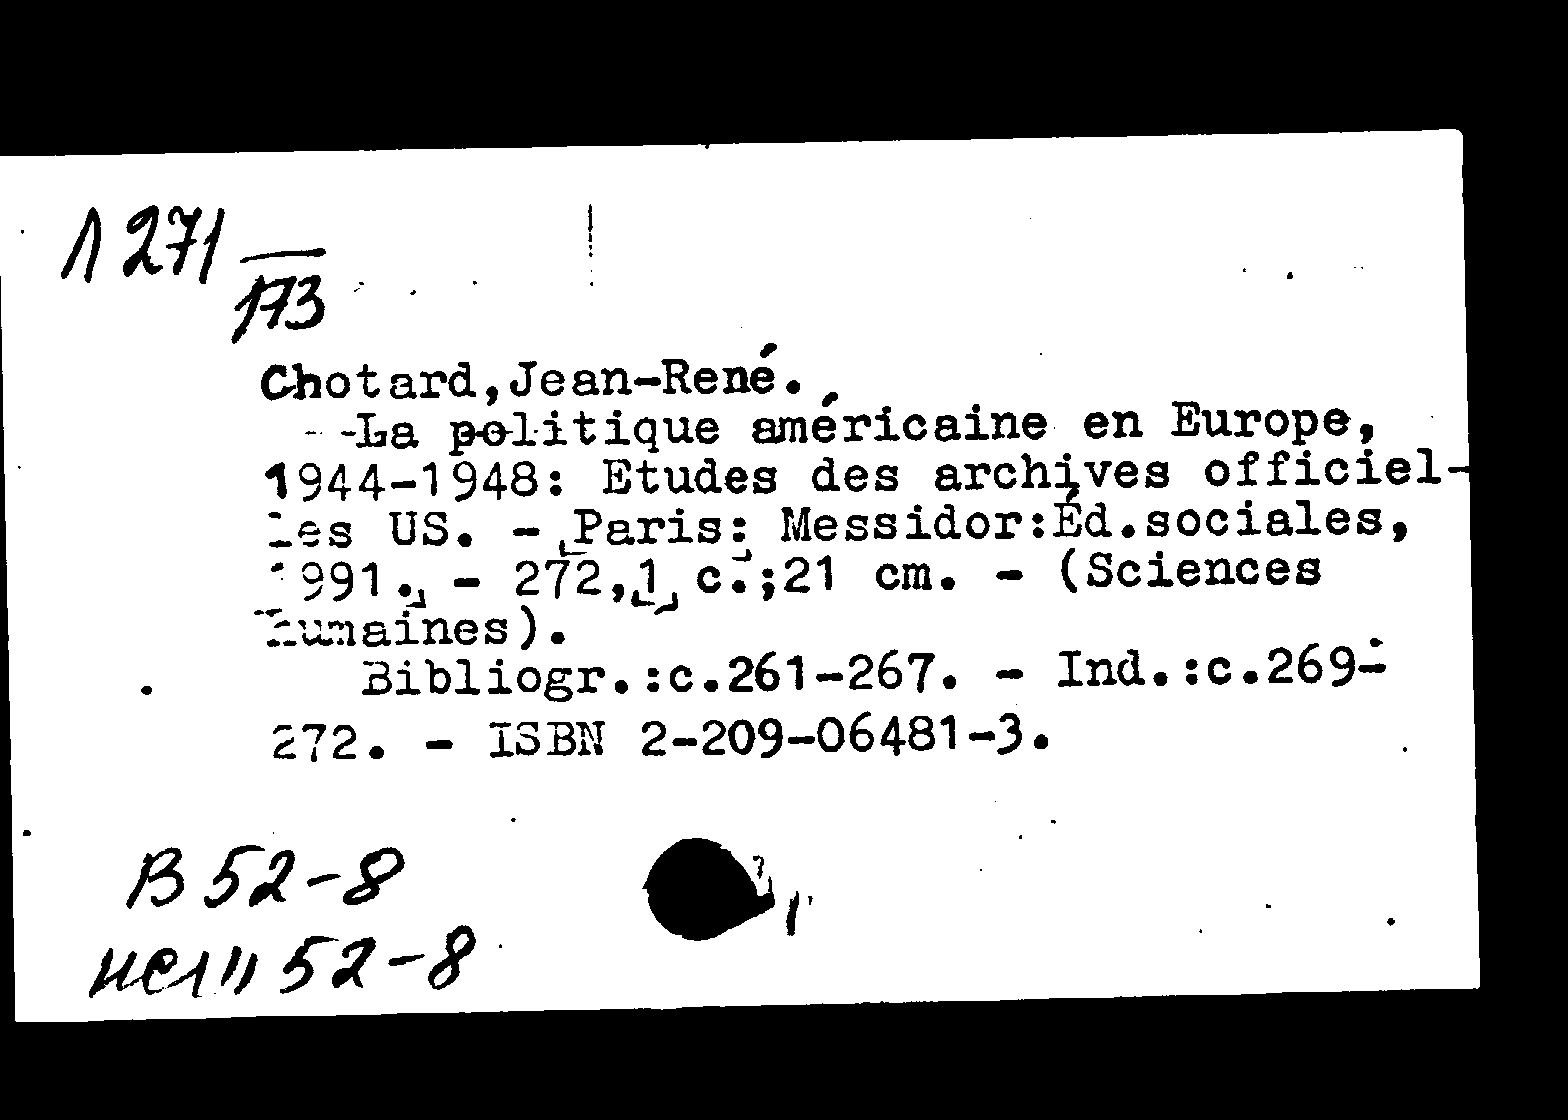 Л 271
173
Chotard,Jean-René.
-La politique américaine en Europe,
1944-1948: Etudes des archives officiel-
les US. - [Paris: Messidor:Éd.sociales,
1991.] - 272,[1] c.;21 cm. - (Sciences
humaines).
Bibliogr.:c.261-267. - Ind.:c.269-
272. - ISBN 2-209-06481-3.
В 52-8
52-8